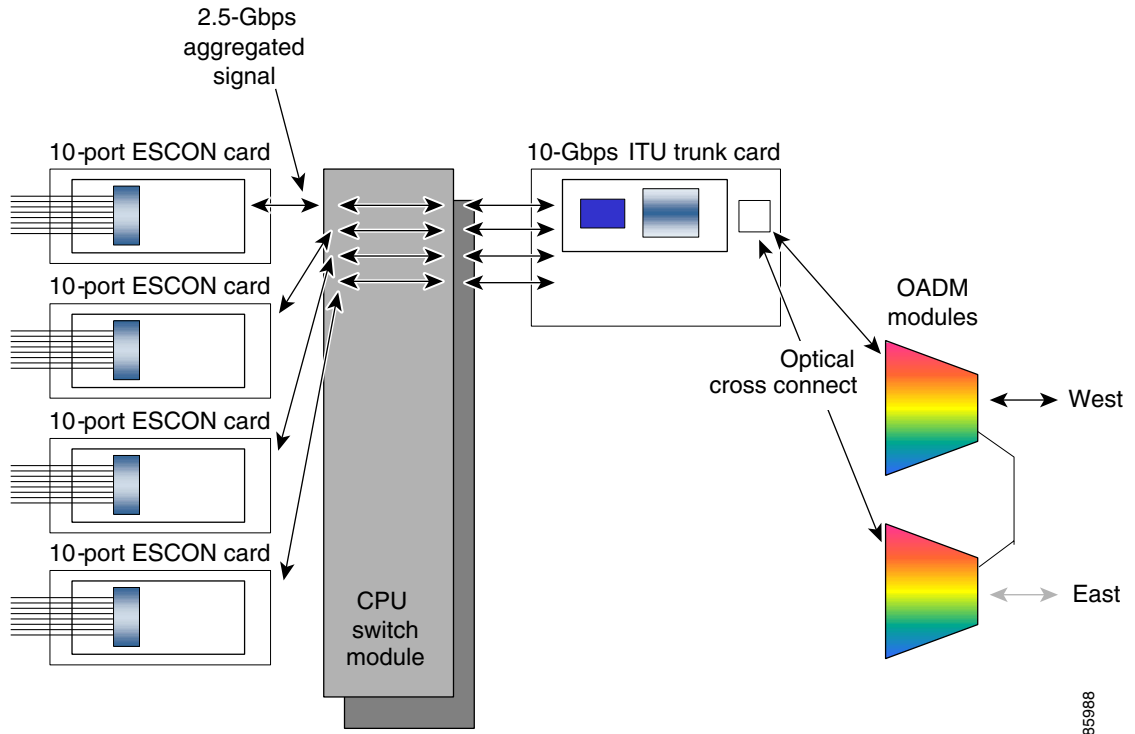 2.5-Gbps
aggregated
signal
10-port ESCON card
10-Gbps ITU trunk card
10-port ESCON card
OADM
modules
Optical
cross connect
West
10-port ESCON card
10-port ESCON card
CPU
switch
module
East
85988